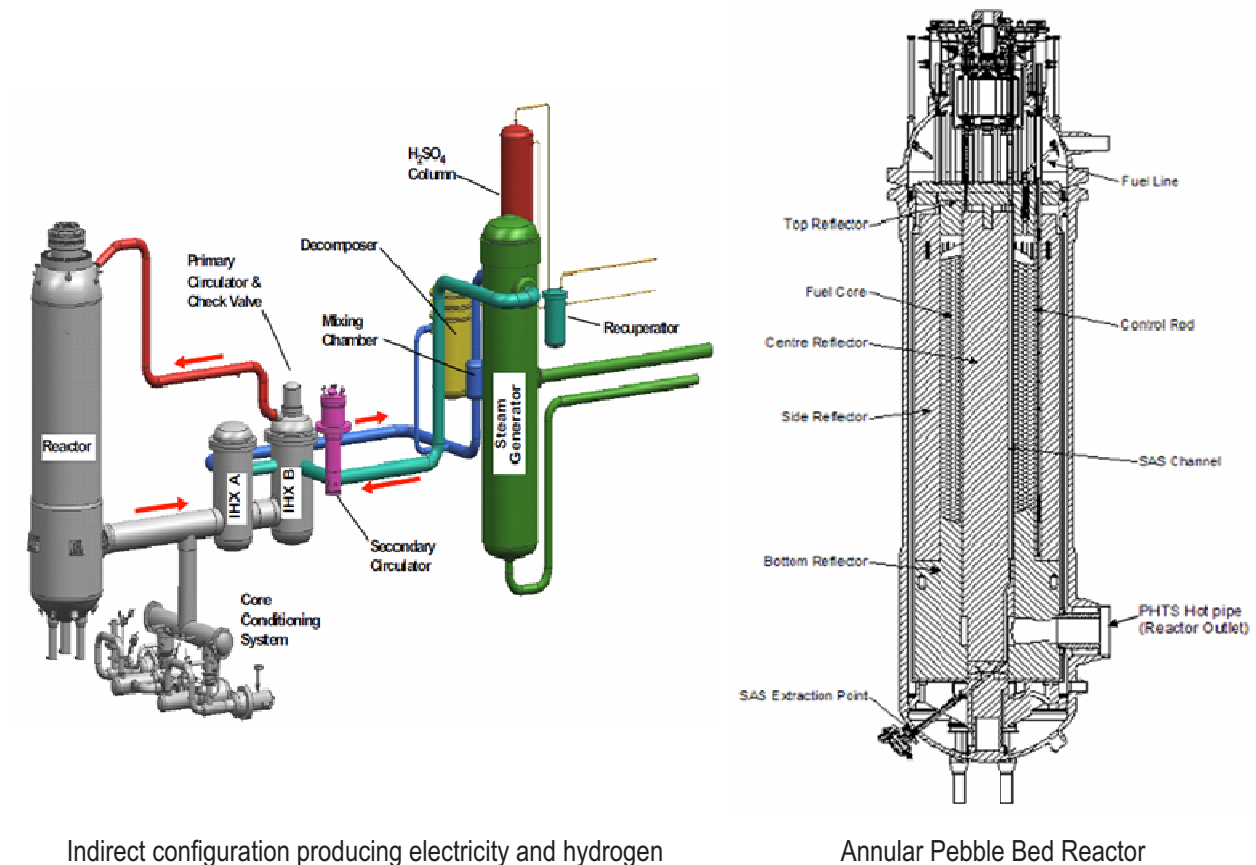 H2SO4
Column
Decomposer
Primary
Circulator &
Check Valve
Mixing
Chamber
Recuperator
Reactor
Steam
Generator
IHX A
IHX B
Secondary
Circulator
Core
Conditioning
System
Indirect configuration producing electricity and hydrogen
Fuel Line
Top Reflector
Fuel Core
Control Rod
Centre Reflector
Side Reflector
SAS Channel
Bottom Reflector
PHTS Hot pipe
(Reactor Outlet)
SAS Extraction Point
Annular Pebble Bed Reactor